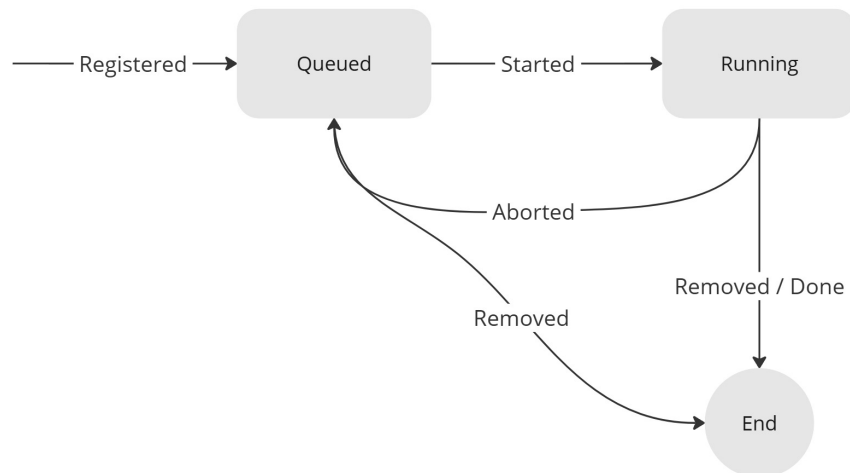 Registered
Queued
Started
Running
Aborted
Removed / Done
Removed
End